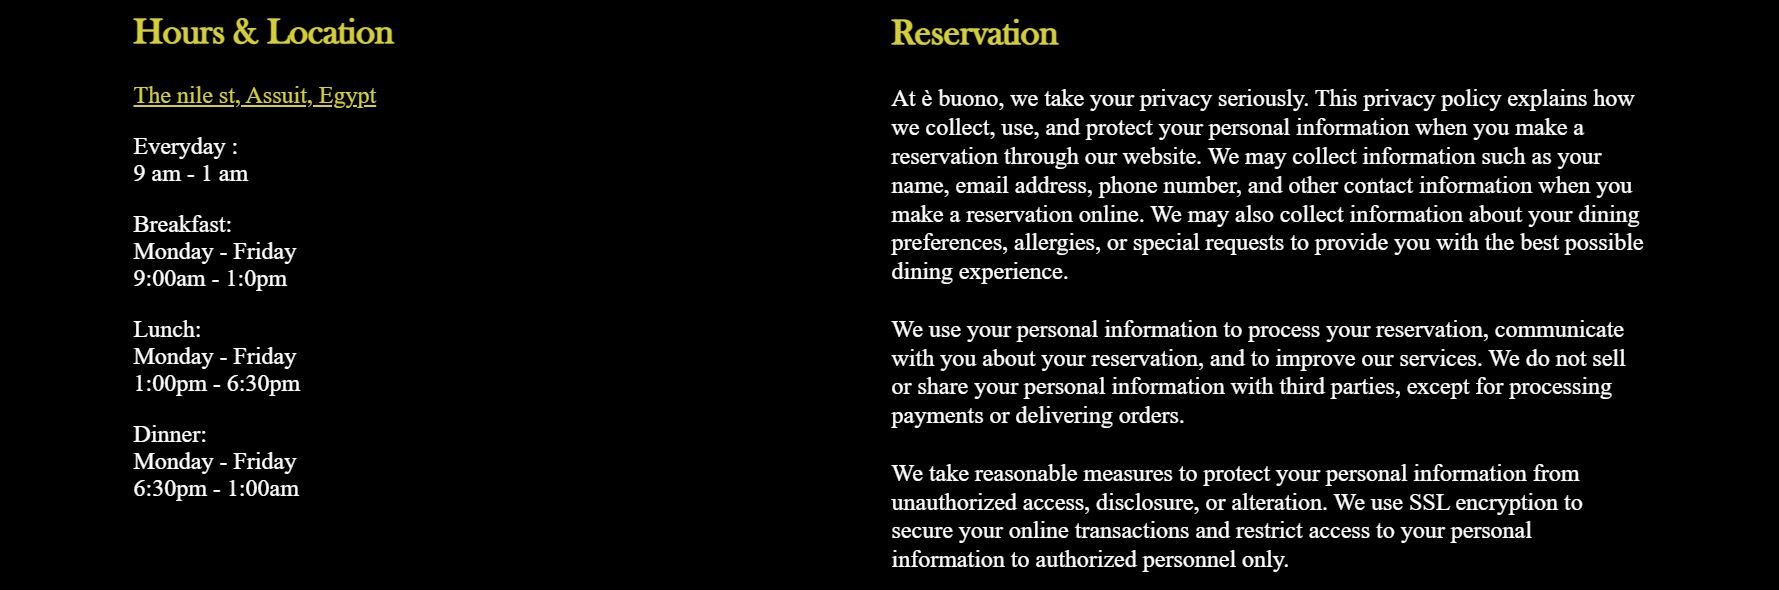 Hours & Location
The nile st, Assuit, Egypt
Everyday :
9 am - 1 am
Breakfast:
Monday - Friday
9:00am - 1:0pm
Lunch:
Monday - Friday
1:00pm - 6:30pm
Dinner:
Monday - Friday
6:30pm - 1:00am
Reservation
At è buono, we take your privacy seriously. This privacy policy explains how
we collect, use, and protect your personal information when you make a
reservation through our website. We may collect information such as your
name, email address, phone number, and other contact information when you
make a reservation online. We may also collect information about your dining
preferences, allergies, or special requests to provide you with the best possible
dining experience.
We use your personal information to process your reservation, communicate
with you about your reservation, and to improve our services. We do not sell
or share your personal information with third parties, except for processing
payments or delivering orders.
We take reasonable measures to protect your personal information from
unauthorized access, disclosure, or alteration. We use SSL encryption to
secure your online transactions and restrict access to your personal
information to authorized personnel only.